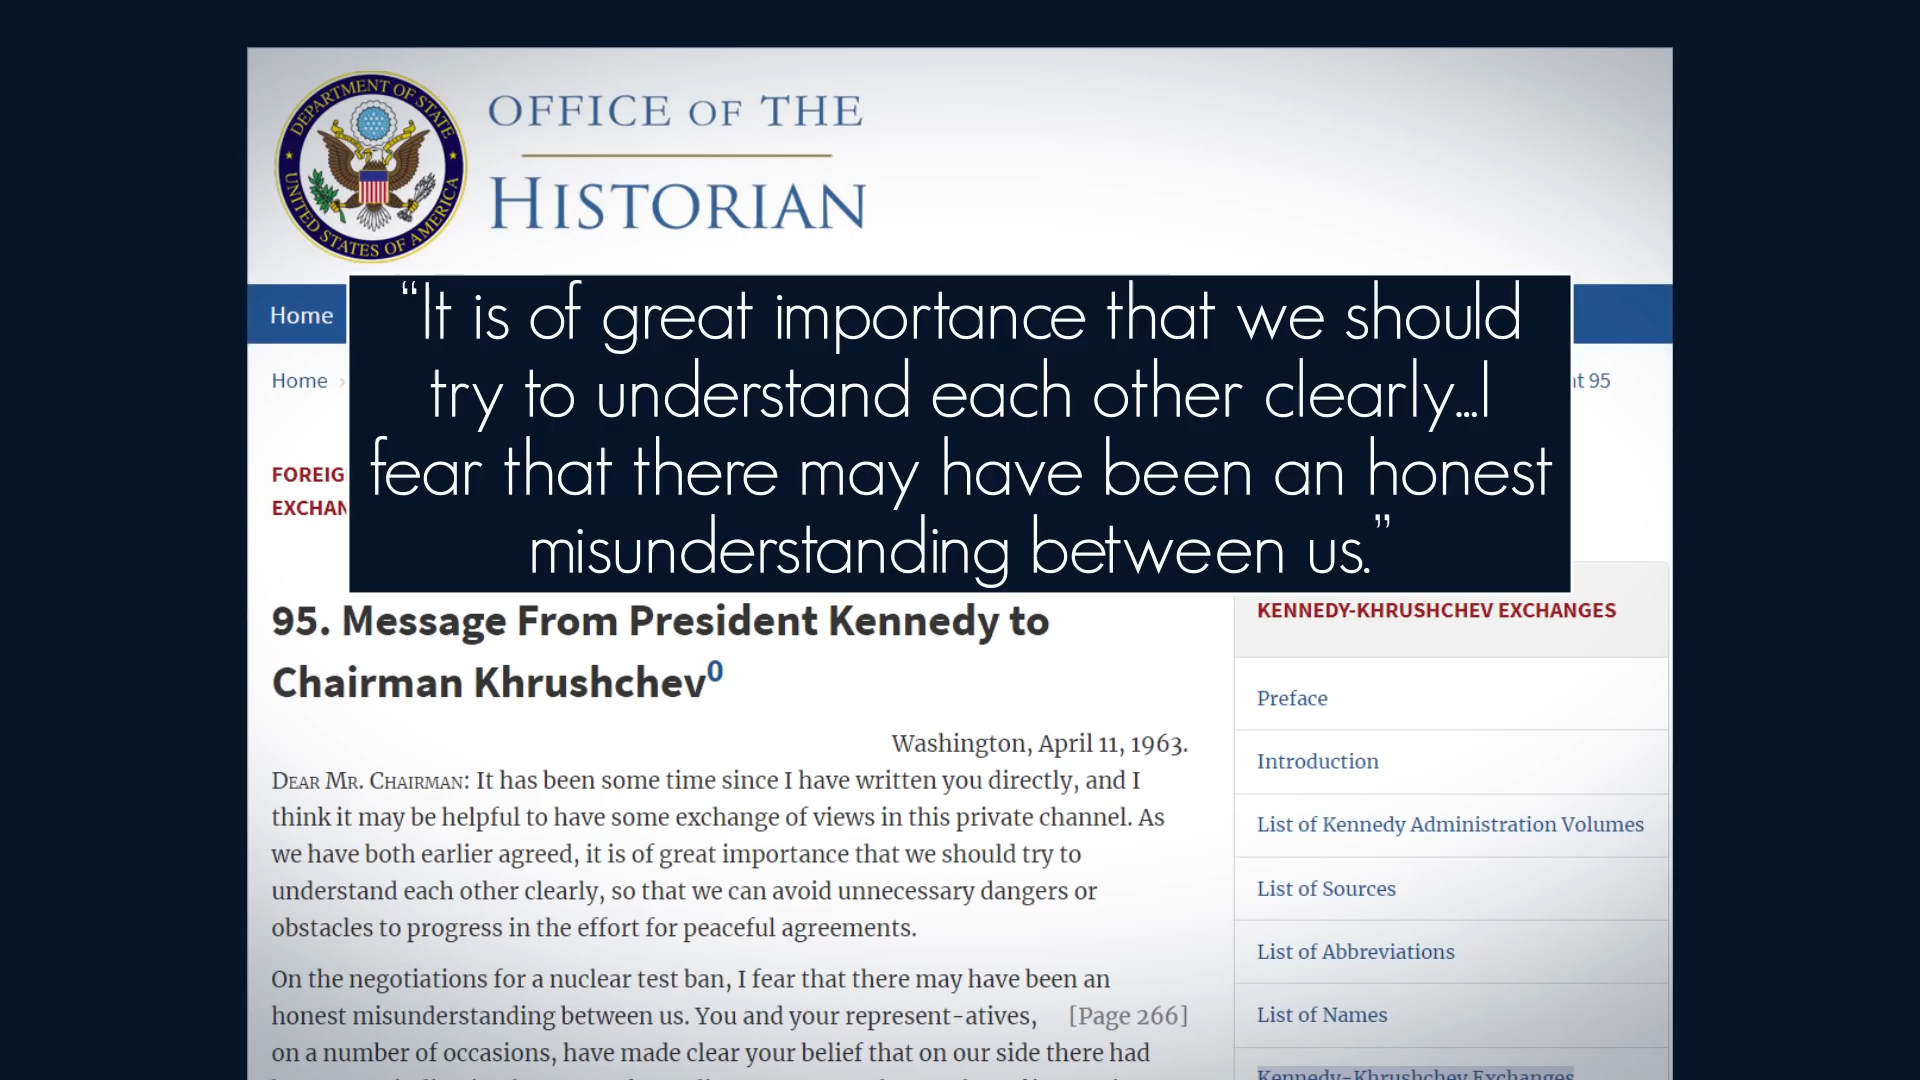 DEPARTMENT OF STATE
UNITED STATES OF AMERICA
OFFICE OF THE
HISTORIAN
Home
“It is of great importance that we should
try to understand each other clearly...I
fear that there may have been an honest
misunderstanding between us.”
Home ›
95
95. Message From President Kennedy to
Chairman Khrushchev0
Washington, April 11, 1963.
DEAR MR. CHAIRMAN: It has been some time since I have written you directly, and I
think it may be helpful to have some exchange of views in this private channel. As
we have both earlier agreed, it is of great importance that we should try to
understand each other clearly, so that we can avoid unnecessary dangers or
obstacles to progress in the effort for peaceful agreements.
On the negotiations for a nuclear test ban, I fear that there may have been an
honest misunderstanding between us. You and your represent-atives, [Page 266]
on a number of occasions, have made clear your belief that on our side there had
KENNEDY-KHRUSHCHEV EXCHANGES
Preface
Introduction
List of Kennedy Administration Volumes
List of Sources
List of Abbreviations
List of Names
Kennedy-Khrushchev Exchanges